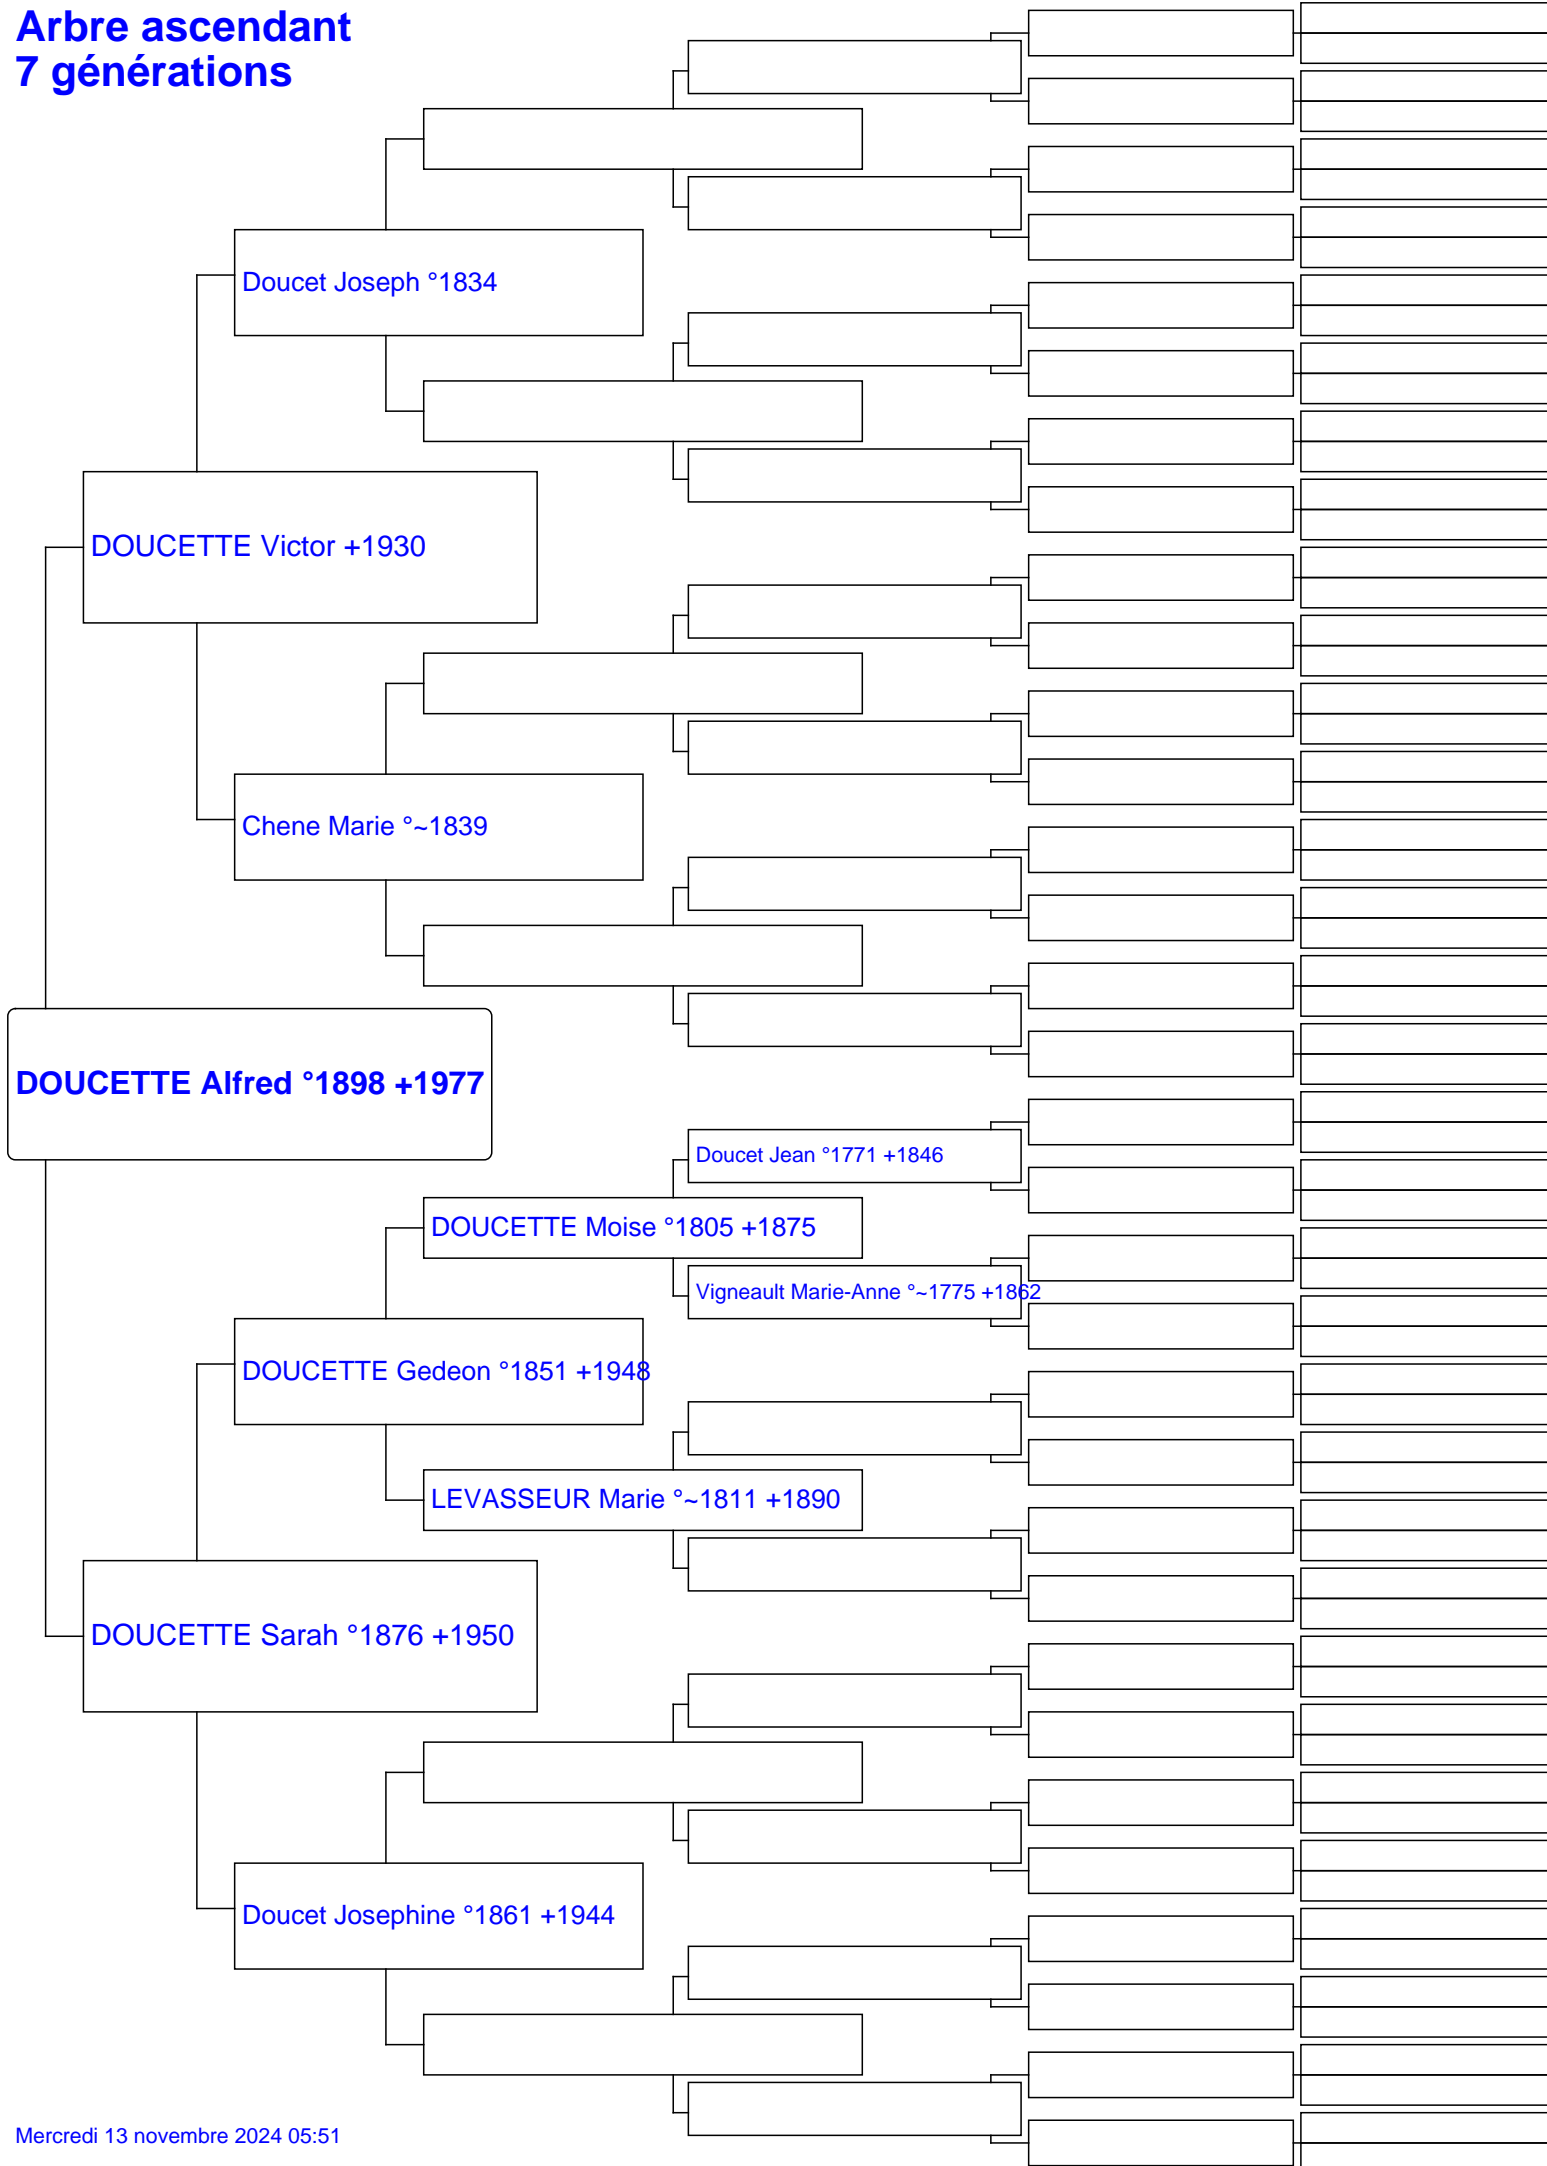 Arbre ascendant
7 générations
Doucet Joseph °1834
DOUCETTE Victor +1930
Chene Marie °~1839
DOUCETTE Alfred °1898 +1977
Doucet Jean °1771 +1846
DOUCETTE Moise °1805 +1875
Vigneault Marie-Anne °~1775 +1862
DOUCETTE Gedeon °1851 +1948
LEVASSEUR Marie °~1811 +1890
DOUCETTE Sarah °1876 +1950
Doucet Josephine °1861 +1944
Mercredi 13 novembre 2024 05:51